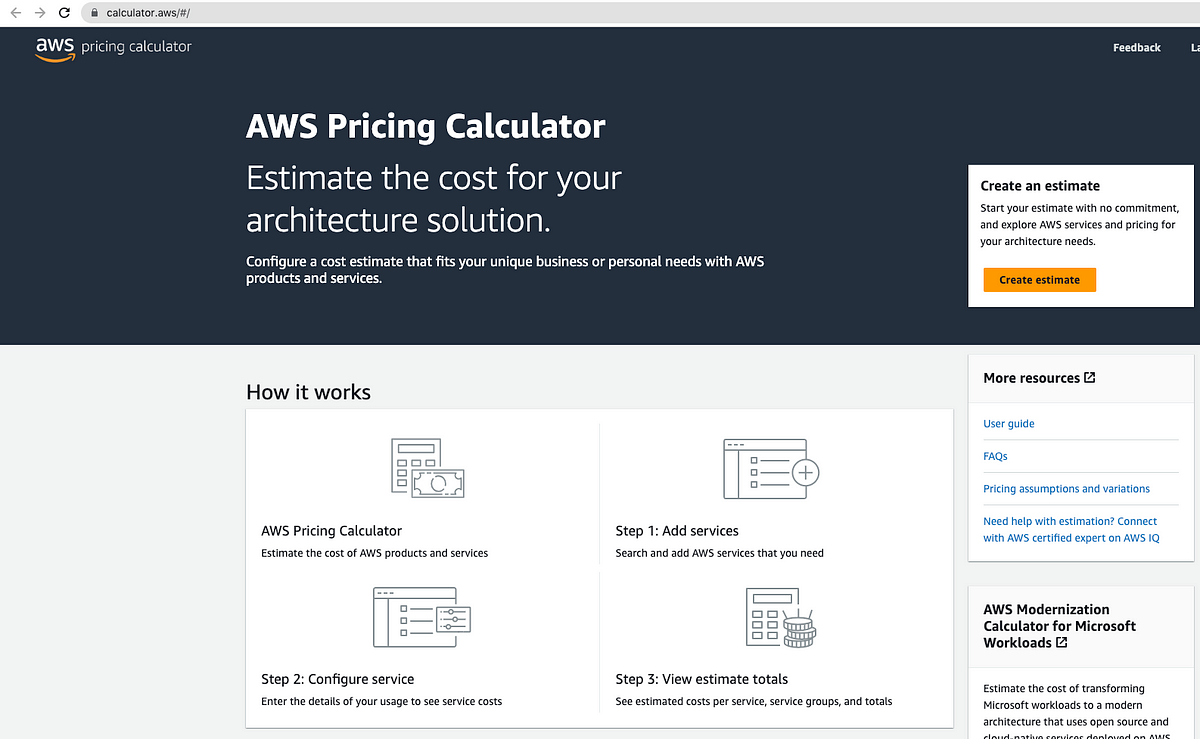 calculator.aws/#/
aws pricing calculator
Feedback
La
AWS Pricing Calculator
Estimate the cost for your
architecture solution.
Configure a cost estimate that fits your unique business or personal needs with AWS
products and services.
Create an estimate
Start your estimate with no commitment,
and explore AWS services and pricing for
your architecture needs.
Create estimate
How it works
AWS Pricing Calculator
Estimate the cost of AWS products and services
Step 1: Add services
Search and add AWS services that you need
Step 2: Configure service
Enter the details of your usage to see service costs
Step 3: View estimate totals
See estimated costs per service, service groups, and totals
More resources
User guide
FAQs
Pricing assumptions and variations
Need help with estimation? Connect
with AWS certified expert on AWS IQ
AWS Modernization
Calculator for Microsoft
Workloads
Estimate the cost of transforming
Microsoft workloads to a modern
architecture that uses open source and
cloud-native services deployed on AWS